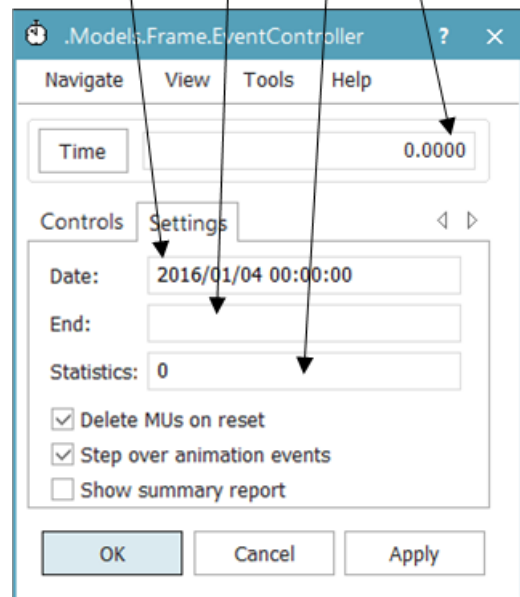 .Models.Frame.EventController ? ×
Navigate View Tools Help
Time 0.0000
Controls Settings
Date: 2016/01/04 00:00:00
End:
Statistics: 0
Delete MUs on reset
Step over animation events
Show summary report
OK Cancel Apply